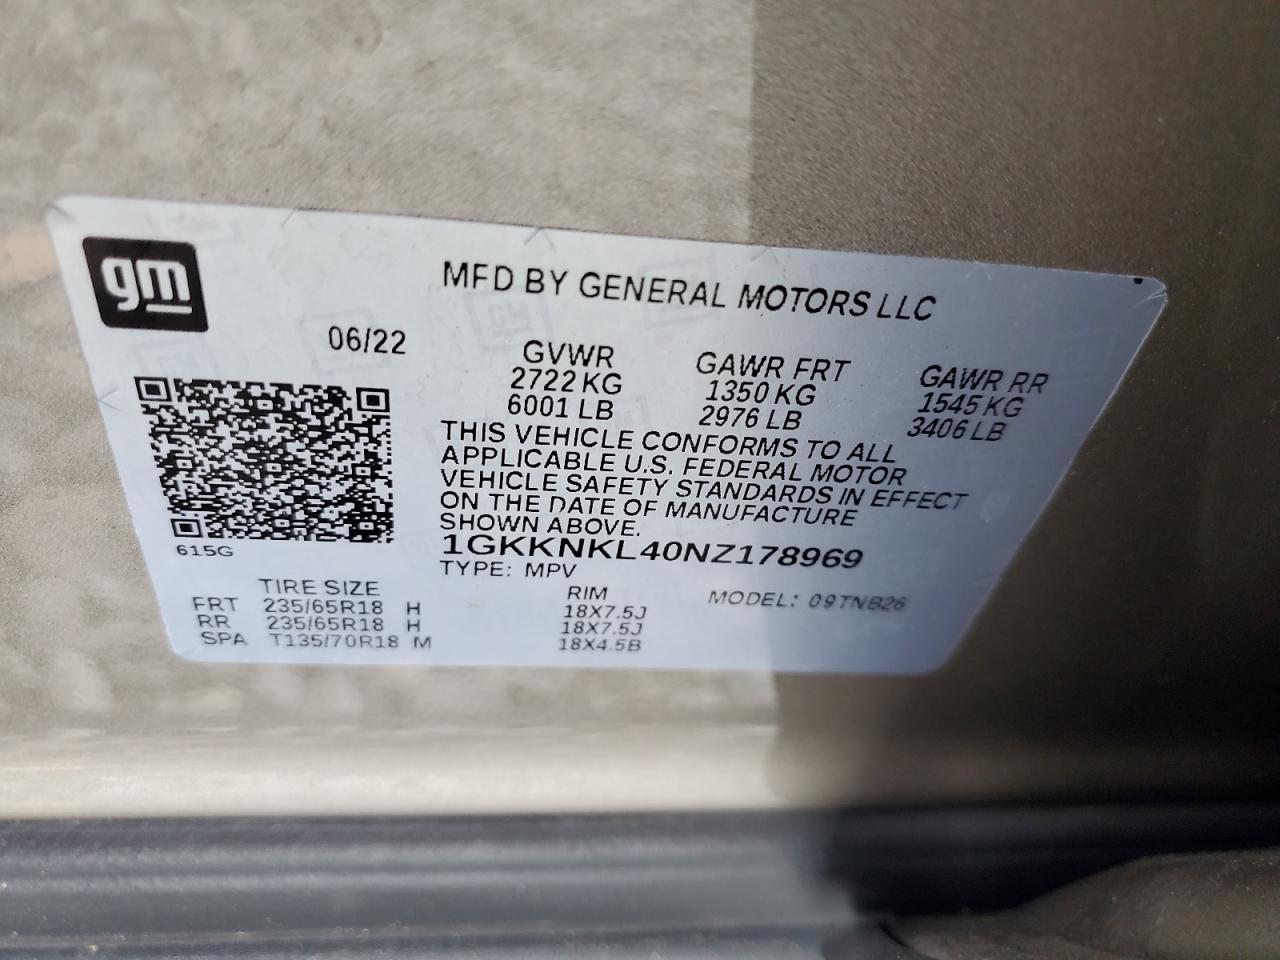 gm
MFD BY GENERAL MOTORS LLC
06/22
GVWR GAWR FRT GAWR RR
2722 KG 1350 KG 1545 KG
6001 LB 2976 LB 3406 LB
THIS VEHICLE CONFORMS TO ALL
APPLICABLE U.S. FEDERAL MOTOR
VEHICLE SAFETY STANDARDS IN EFFECT
ON THE DATE OF MANUFACTURE
SHOWN ABOVE.
615G
1GKKNKL40NZ178969
TYPE: MPV
TIRE SIZE RIM MODEL: 09TNB26
FRT 235/65R18 H 18X7.5J
RR 235/65R18 H 18X7.5J
SPA T135/70R18 M 18X4.5B